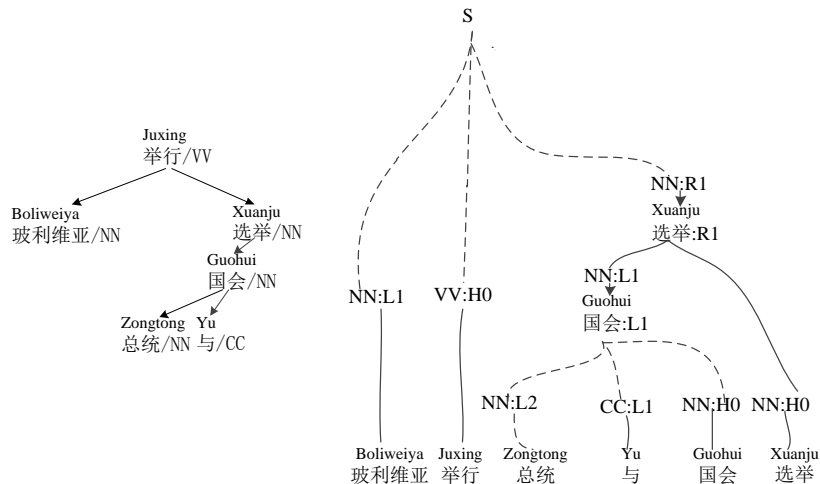 S
Juxing
举行/VV
Boliweiya
玻利维亚/NN
Xuanju
选举/NN
Guohui
国会/NN
Zongtong
总统/NN
Yu
与/CC
NN:R1
Xuanju
选举:R1
NN:L1
VV:H0
NN:L1
Guohui
国会:L1
NN:L2
CC:L1
NN:H0
NN:H0
Boliweiya
玻利维亚
Juxing
举行
Zongtong
总统
Yu
与
Guohui
国会
Xuanju
选举